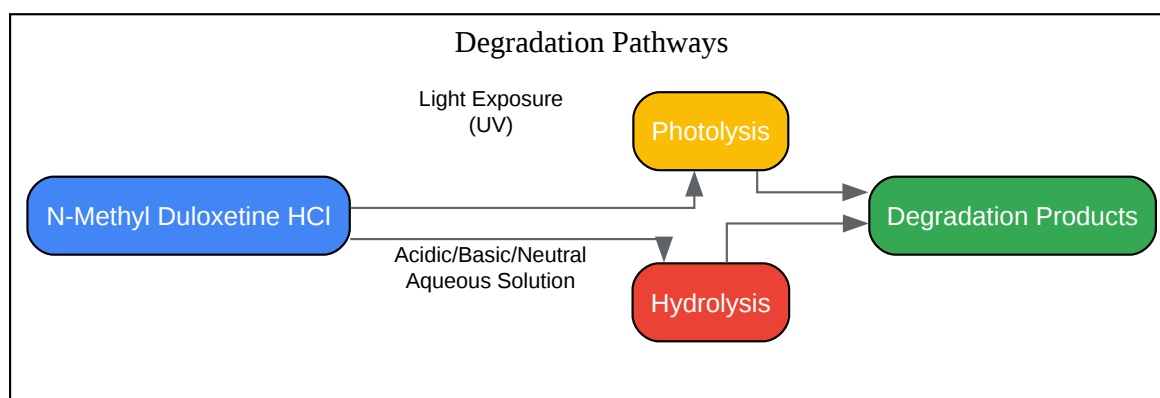 Degradation Pathways
Light Exposure
(UV)
Photolysis
N-Methyl Duloxetine HCl
Degradation Products
Acidic/Basic/Neutral
Aqueous Solution
Hydrolysis